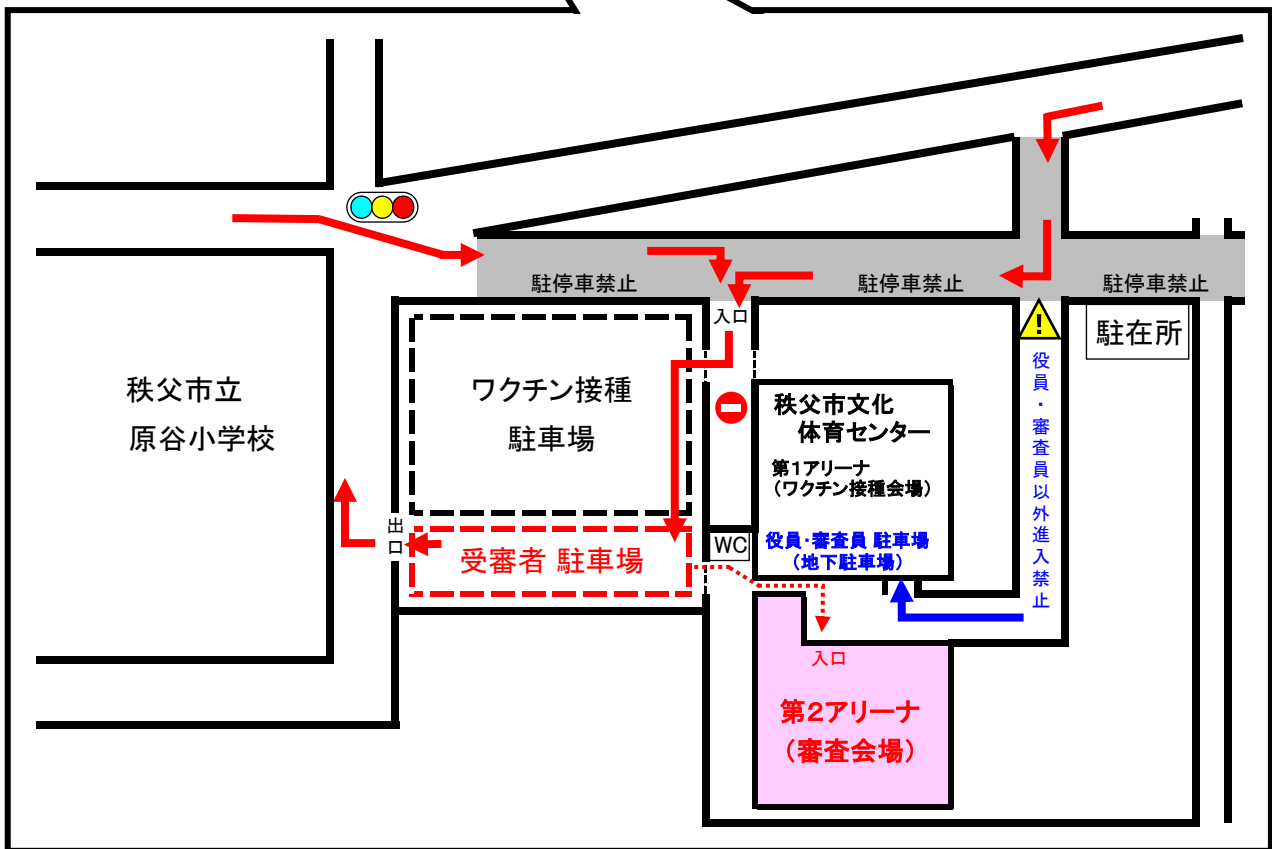 駐停車禁止
駐停車禁止
駐停車禁止
入口
駐在所
役員・審査員以外進入禁止
秩父市立
原谷小学校
ワクチン接種
駐車場
秩父市文化
体育センター
第1アリーナ
（ワクチン接種会場）
役員・審査員 駐車場
（地下駐車場）
出口
受審者 駐車場
WC
入口
第2アリーナ
（審査会場）